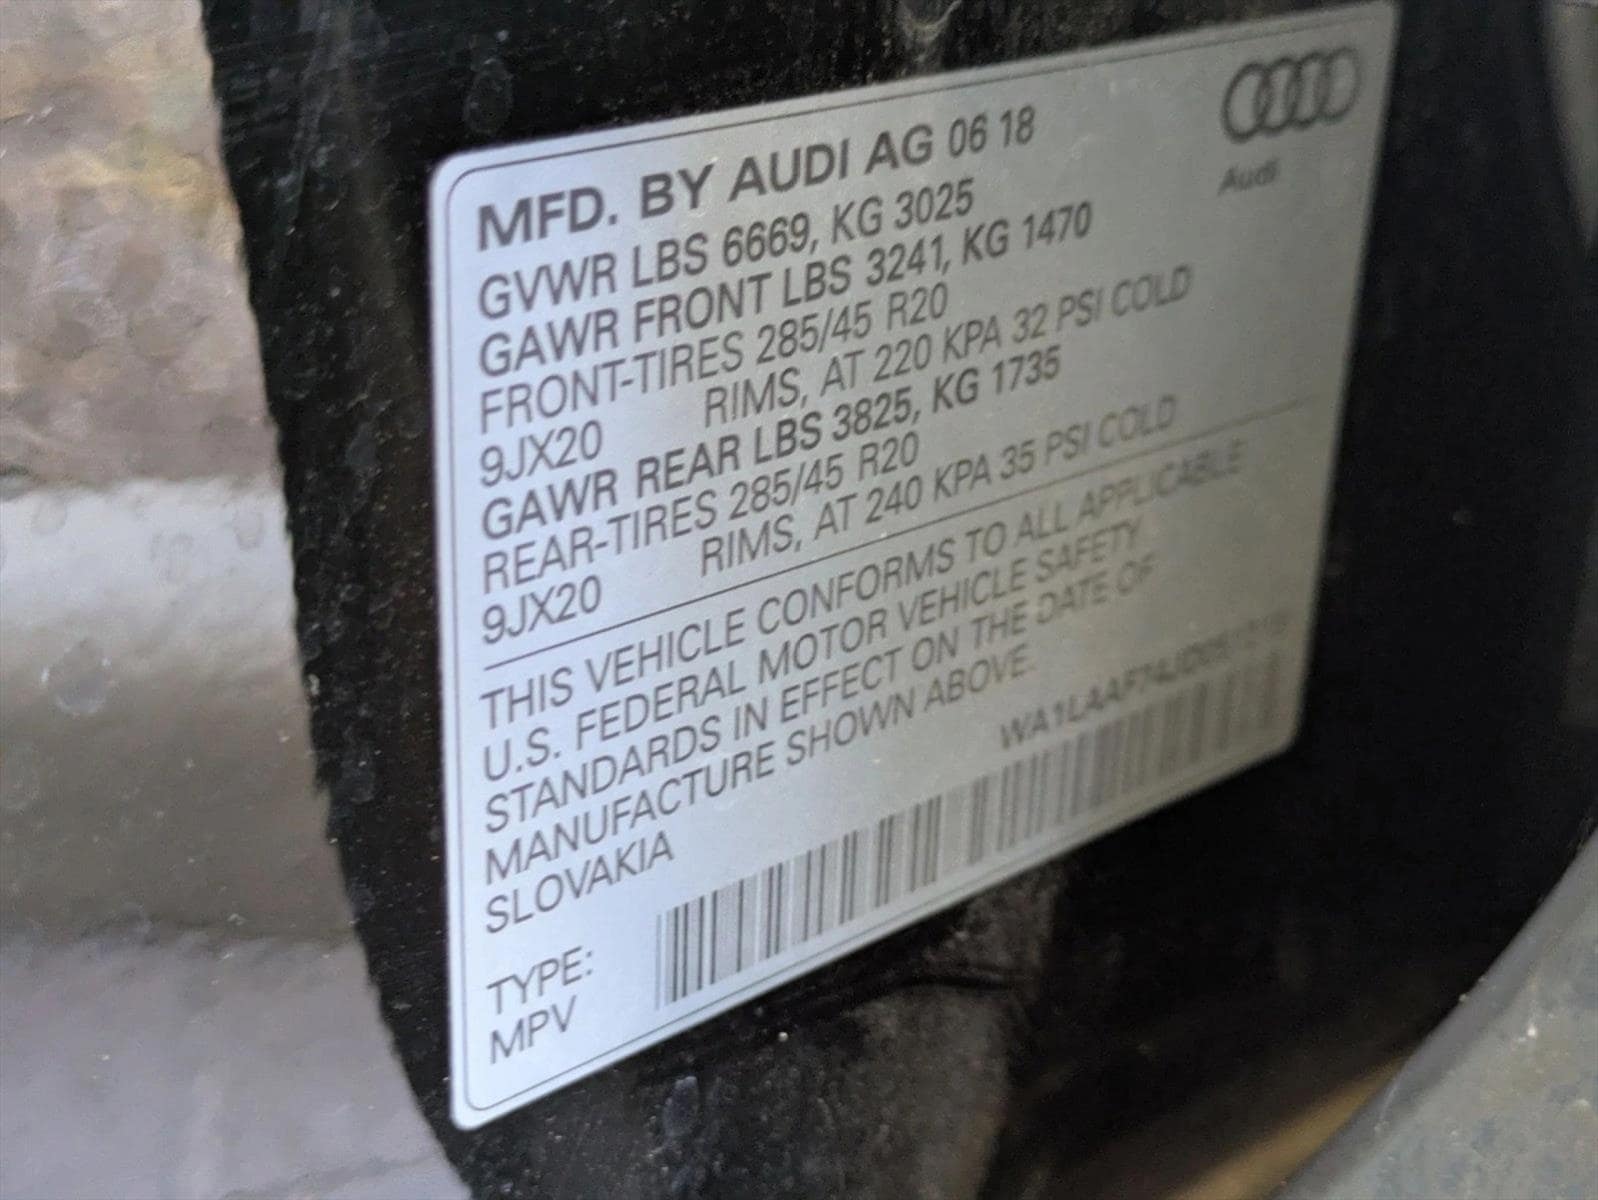 MFD. BY AUDI AG 06 18
Audi
GVWR LBS 6669, KG 3025
GAWR FRONT LBS 3241, KG 1470
FRONT-TIRES 285/45 R20
9JX20 RIMS, AT 220 KPA 32 PSI COLD
GAWR REAR LBS 3825, KG 1735
REAR-TIRES 285/45 R20
9JX20 RIMS, AT 240 KPA 35 PSI COLD
THIS VEHICLE CONFORMS TO ALL APPLICABLE
U.S. FEDERAL MOTOR VEHICLE SAFETY
STANDARDS IN EFFECT ON THE DATE OF
MANUFACTURE SHOWN ABOVE.
SLOVAKIA
TYPE:
MPV